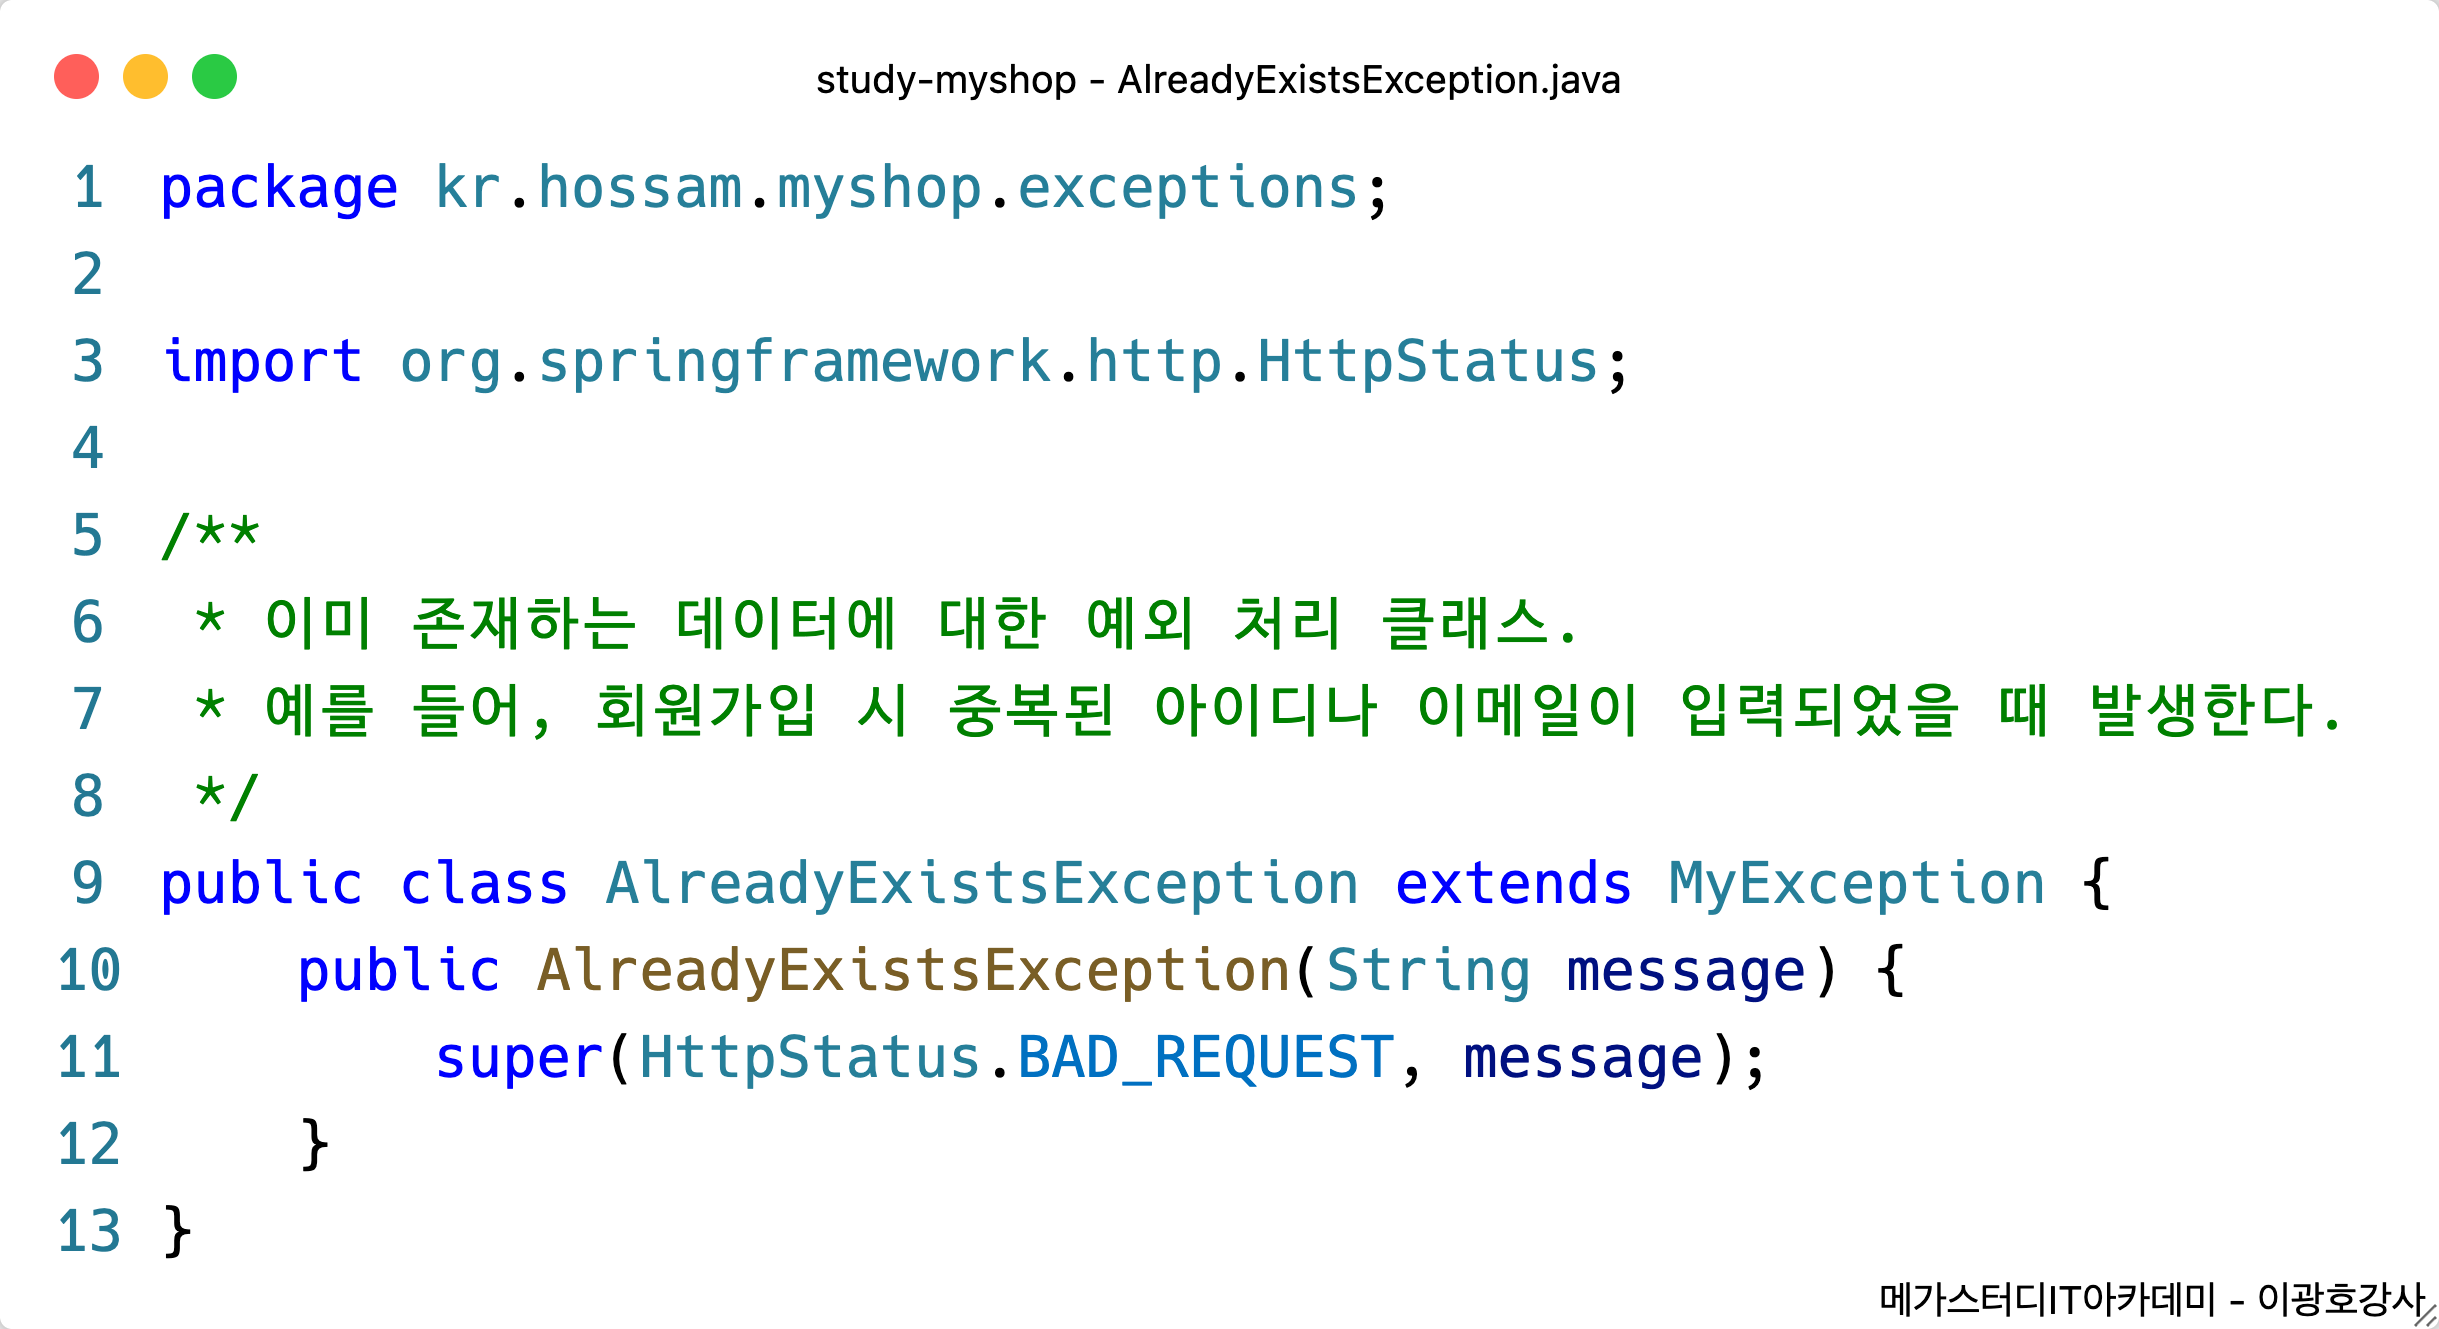 study-myshop - AlreadyExistsException.java
1 package kr.hossam.myshop.exceptions;
2
3 import org.springframework.http.HttpStatus;
4
5 /**
6  * 이미 존재하는 데이터에 대한 예외 처리 클래스.
7  * 예를 들어, 회원가입 시 중복된 아이디나 이메일이 입력되었을 때 발생한다.
8  */
9 public class AlreadyExistsException extends MyException {
10     public AlreadyExistsException(String message) {
11         super(HttpStatus.BAD_REQUEST, message);
12     }
13 }
메가스터디IT아카데미 - 이광호강사